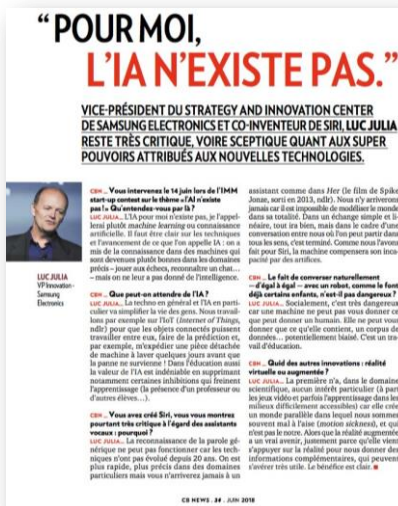 “POUR MOI,
L’IA N’EXISTE PAS.”
VICE-PRÉSIDENT DU STRATEGY AND INNOVATION CENTER
DE SAMSUNG ELECTRONICS ET CO-INVENTEUR DE SIRI, LUC JULIA
RESTE TRÈS CRITIQUE, VOIRE SCEPTIQUE QUANT AUX SUPER
POUVOIRS ATTRIBUÉS AUX NOUVELLES TECHNOLOGIES.
LUC JULIA
VP Innovation -
Samsung
Electronics
CBN _ Vous intervenez le 14 juin lors de l’IMM
start-up contest sur le thème « l’AI n’existe
pas ! » Qu’entendez-vous par là ?
LUC JULIA_ L’IA pour moi n’existe pas, je l’appel-
lerai plutôt machine learning ou connaissance
artificielle. Il faut être clair sur les techniques
et l’avancement de ce que l’on appelle IA : on a
mis de la connaissance dans des machines qui
sont devenues plutôt bonnes dans des domaines
précis – jouer aux échecs, reconnaître un chat…
– mais on ne leur a pas donné de l’intelligence.
CBN _ Que peut-on attendre de l’IA ?
LUC JULIA_ La techno en général et l’IA en parti-
culier va simplifier la vie des gens. Nous travail-
lons par exemple sur l’IoT (Internet of Things,
ndlr) pour que les objets connectés puissent
travailler entre eux, faire de la prédiction et,
par exemple, m’expédier une pièce détachée
de machine à laver quelques jours avant que
la panne ne survienne ! Dans l’éducation aussi
la valeur de l’IA est indéniable en supprimant
notamment certaines inhibitions qui freinent
l’apprentissage (la présence d’un professeur ou
d’autres élèves…).
CBN _ Vous avez créé Siri, vous vous montrez
pourtant très critique à l’égard des assistants
vocaux : pourquoi ?
LUC JULIA_ La reconnaissance de la parole gé-
nérique ne peut pas fonctionner car les tech-
niques n’ont pas évolué depuis 20 ans. On est
plus rapide, plus précis dans des domaines
particuliers mais vous n’arriverez jamais à un
assistant comme dans Her (le film de Spike
Jonze, sorti en 2013, ndlr). Nous n’y arriverons
jamais car il est impossible de modéliser le monde
dans sa totalité. Dans un échange simple et li-
néaire, tout ira bien, mais dans le cadre d’une
conversation entre nous où l’on peut partir dans
tous les sens, c’est terminé. Comme nous l’avons
fait pour Siri, la machine compensera son inca-
pacité par des artifices.
CBN _ Le fait de converser naturellement
– d’égal à égal – avec un robot, comme le font
déjà certains enfants, n’est-il pas dangereux ?
LUC JULIA_ Socialement, c’est très dangereux
car une machine ne peut pas vous donner ce
que peut donner un humain. Elle ne peut vous
donner que ce qu’elle contient, un corpus de
données… potentiellement biaisé. C’est un tra-
vail d’éducation.
CBN _ Quid des autres innovations : réalité
virtuelle ou augmentée ?
LUC JULIA_ La première n’a, dans le domaine
scientifique, aucun intérêt particulier (à part
les jeux vidéo et parfois l’apprentissage dans les
milieux difficilement accessibles) car elle crée
un monde parallèle dans lequel nous sommes
souvent mal à l’aise (motion sickness), et qui
n’est pas le notre. Alors que la réalité augmentée
a un vrai avenir, justement parce qu’elle vient
s’appuyer sur la réalité pour nous donner des
informations complémentaires, qui peuvent
s’avérer très utile. Le bénéfice est clair.
CB NEWS . 34 . JUIN 2018